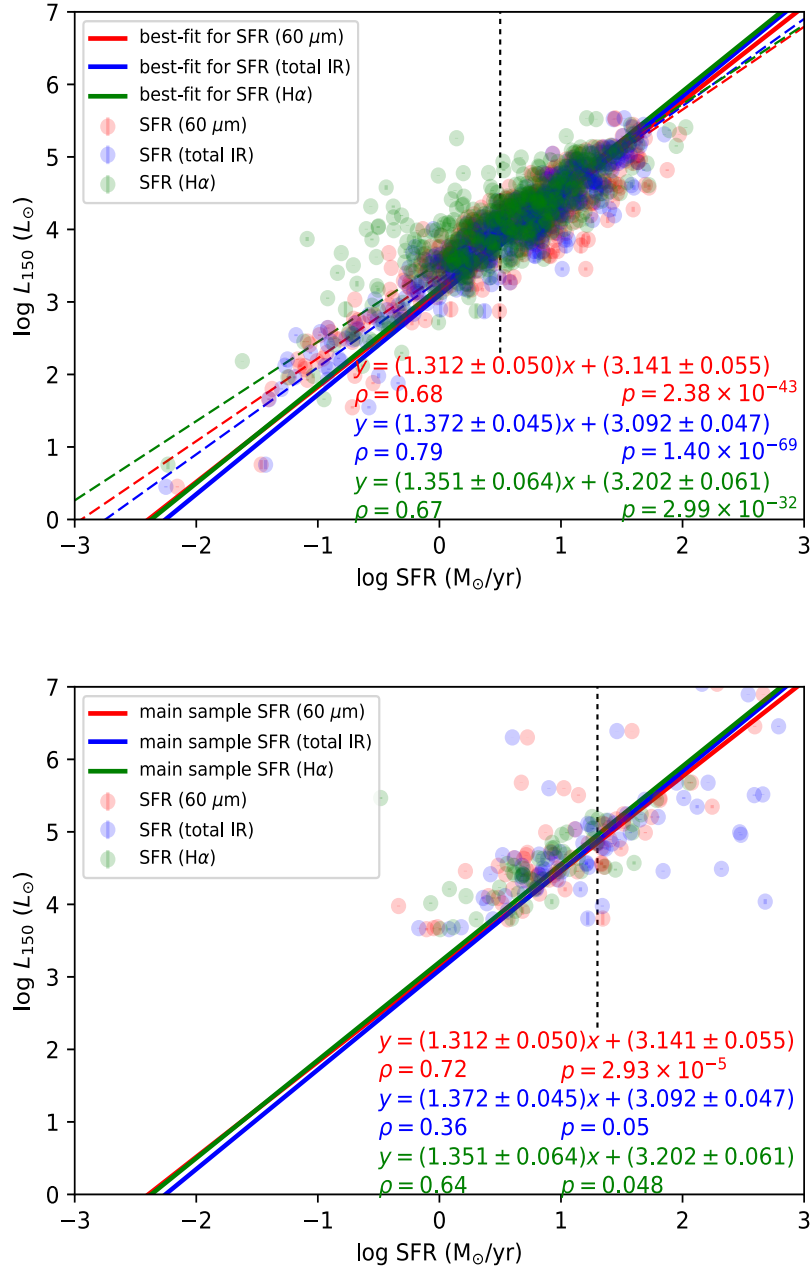 7
6
5
4
3
2
1
0
log L₁₅₀ (L⊙)
best-fit for SFR (60 μm)
best-fit for SFR (total IR)
best-fit for SFR (Hα)
SFR (60 μm)
SFR (total IR)
SFR (Hα)
y = (1.312 ± 0.050)x + (3.141 ± 0.055)
ρ = 0.68 p = 2.38 × 10⁻⁴³
y = (1.372 ± 0.045)x + (3.092 ± 0.047)
ρ = 0.79 p = 1.40 × 10⁻⁶⁹
y = (1.351 ± 0.064)x + (3.202 ± 0.061)
ρ = 0.67 p = 2.99 × 10⁻³²
−3 −2 −1 0 1 2 3
log SFR (M⊙/yr)
7
6
5
4
3
2
1
0
log L₁₅₀ (L⊙)
main sample SFR (60 μm)
main sample SFR (total IR)
main sample SFR (Hα)
SFR (60 μm)
SFR (total IR)
SFR (Hα)
y = (1.312 ± 0.050)x + (3.141 ± 0.055)
ρ = 0.72 p = 2.93 × 10⁻⁵
y = (1.372 ± 0.045)x + (3.092 ± 0.047)
ρ = 0.36 p = 0.05
y = (1.351 ± 0.064)x + (3.202 ± 0.061)
ρ = 0.64 p = 0.048
−3 −2 −1 0 1 2 3
log SFR (M⊙/yr)